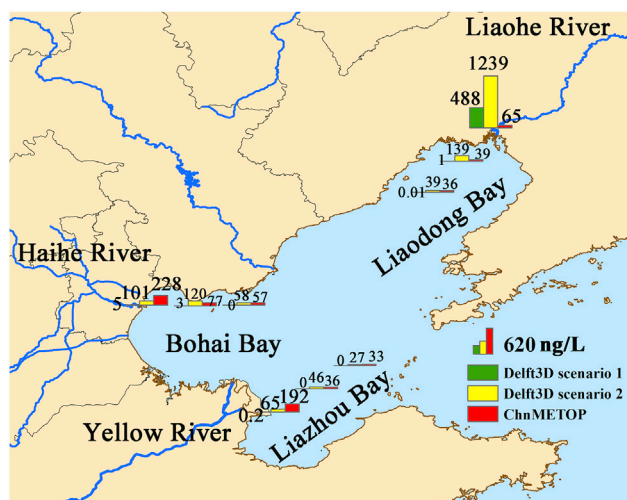 Liaohe River
1239
488
65
139
1
39
0.01
39
36
Liaodong Bay
Haihe River
101
228
5
120
3
77
58
0
57
Bohai Bay
620 ng/L
Delft3D scenario 1
Delft3D scenario 2
ChnMETOP
0
27
33
0
46
36
65
192
0.2
Liazhou Bay
Yellow River